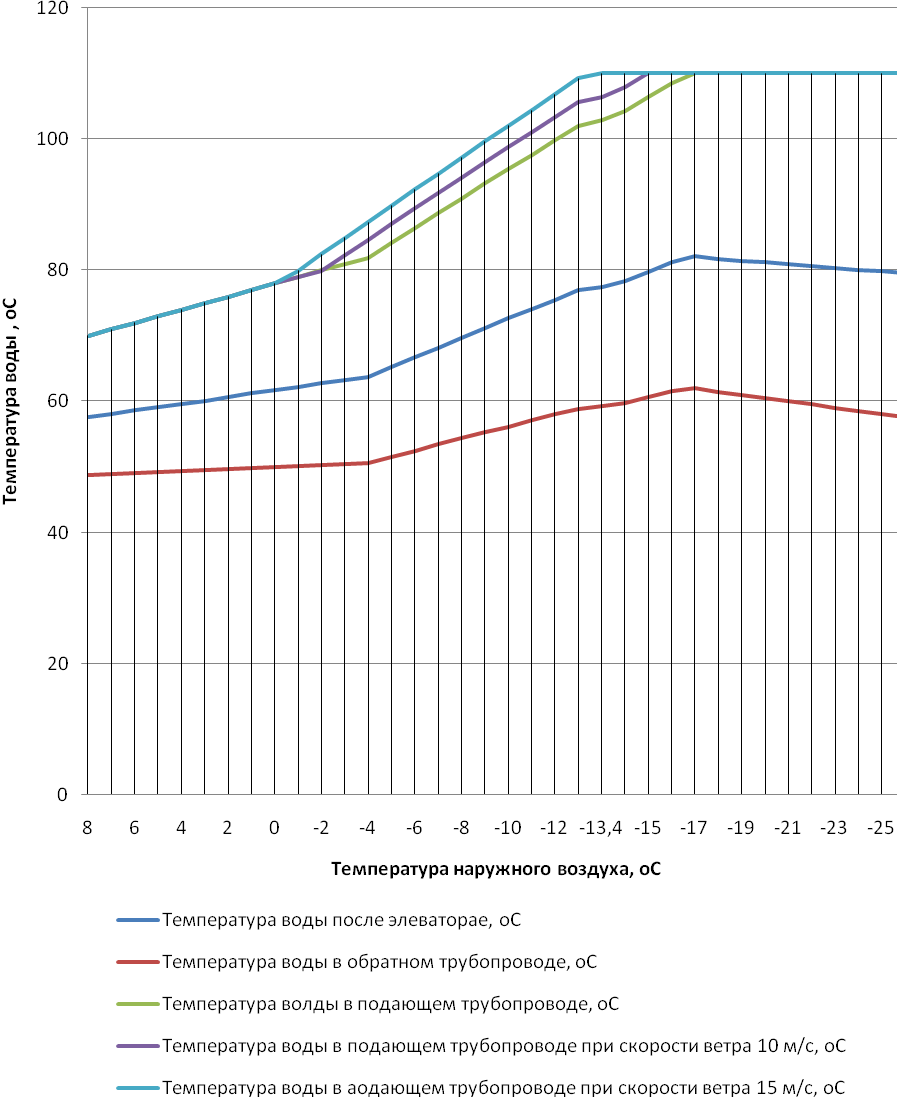 120
100
80
60
40
20
0
Температура воды , оС
8 6 4 2 0 -2 -4 -6 -8 -10 -12 -13,4 -15 -17 -19 -21 -23 -25
Температура наружного воздуха, оС
Температура воды после элеваторае, оС
Температура воды в обратном трубопроводе, оС
Температура волды в подающем трубопроводе, оС
Температура воды в подающем трубопроводе при скорости ветра 10 м/с, оС
Температура воды в аодающем трубопроводе при скорости ветра 15 м/с, оС